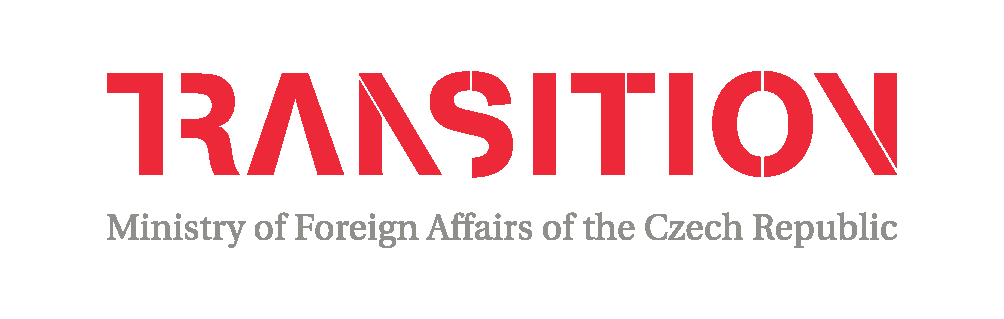 TRANSITION
Ministry of Foreign Affairs of the Czech Republic